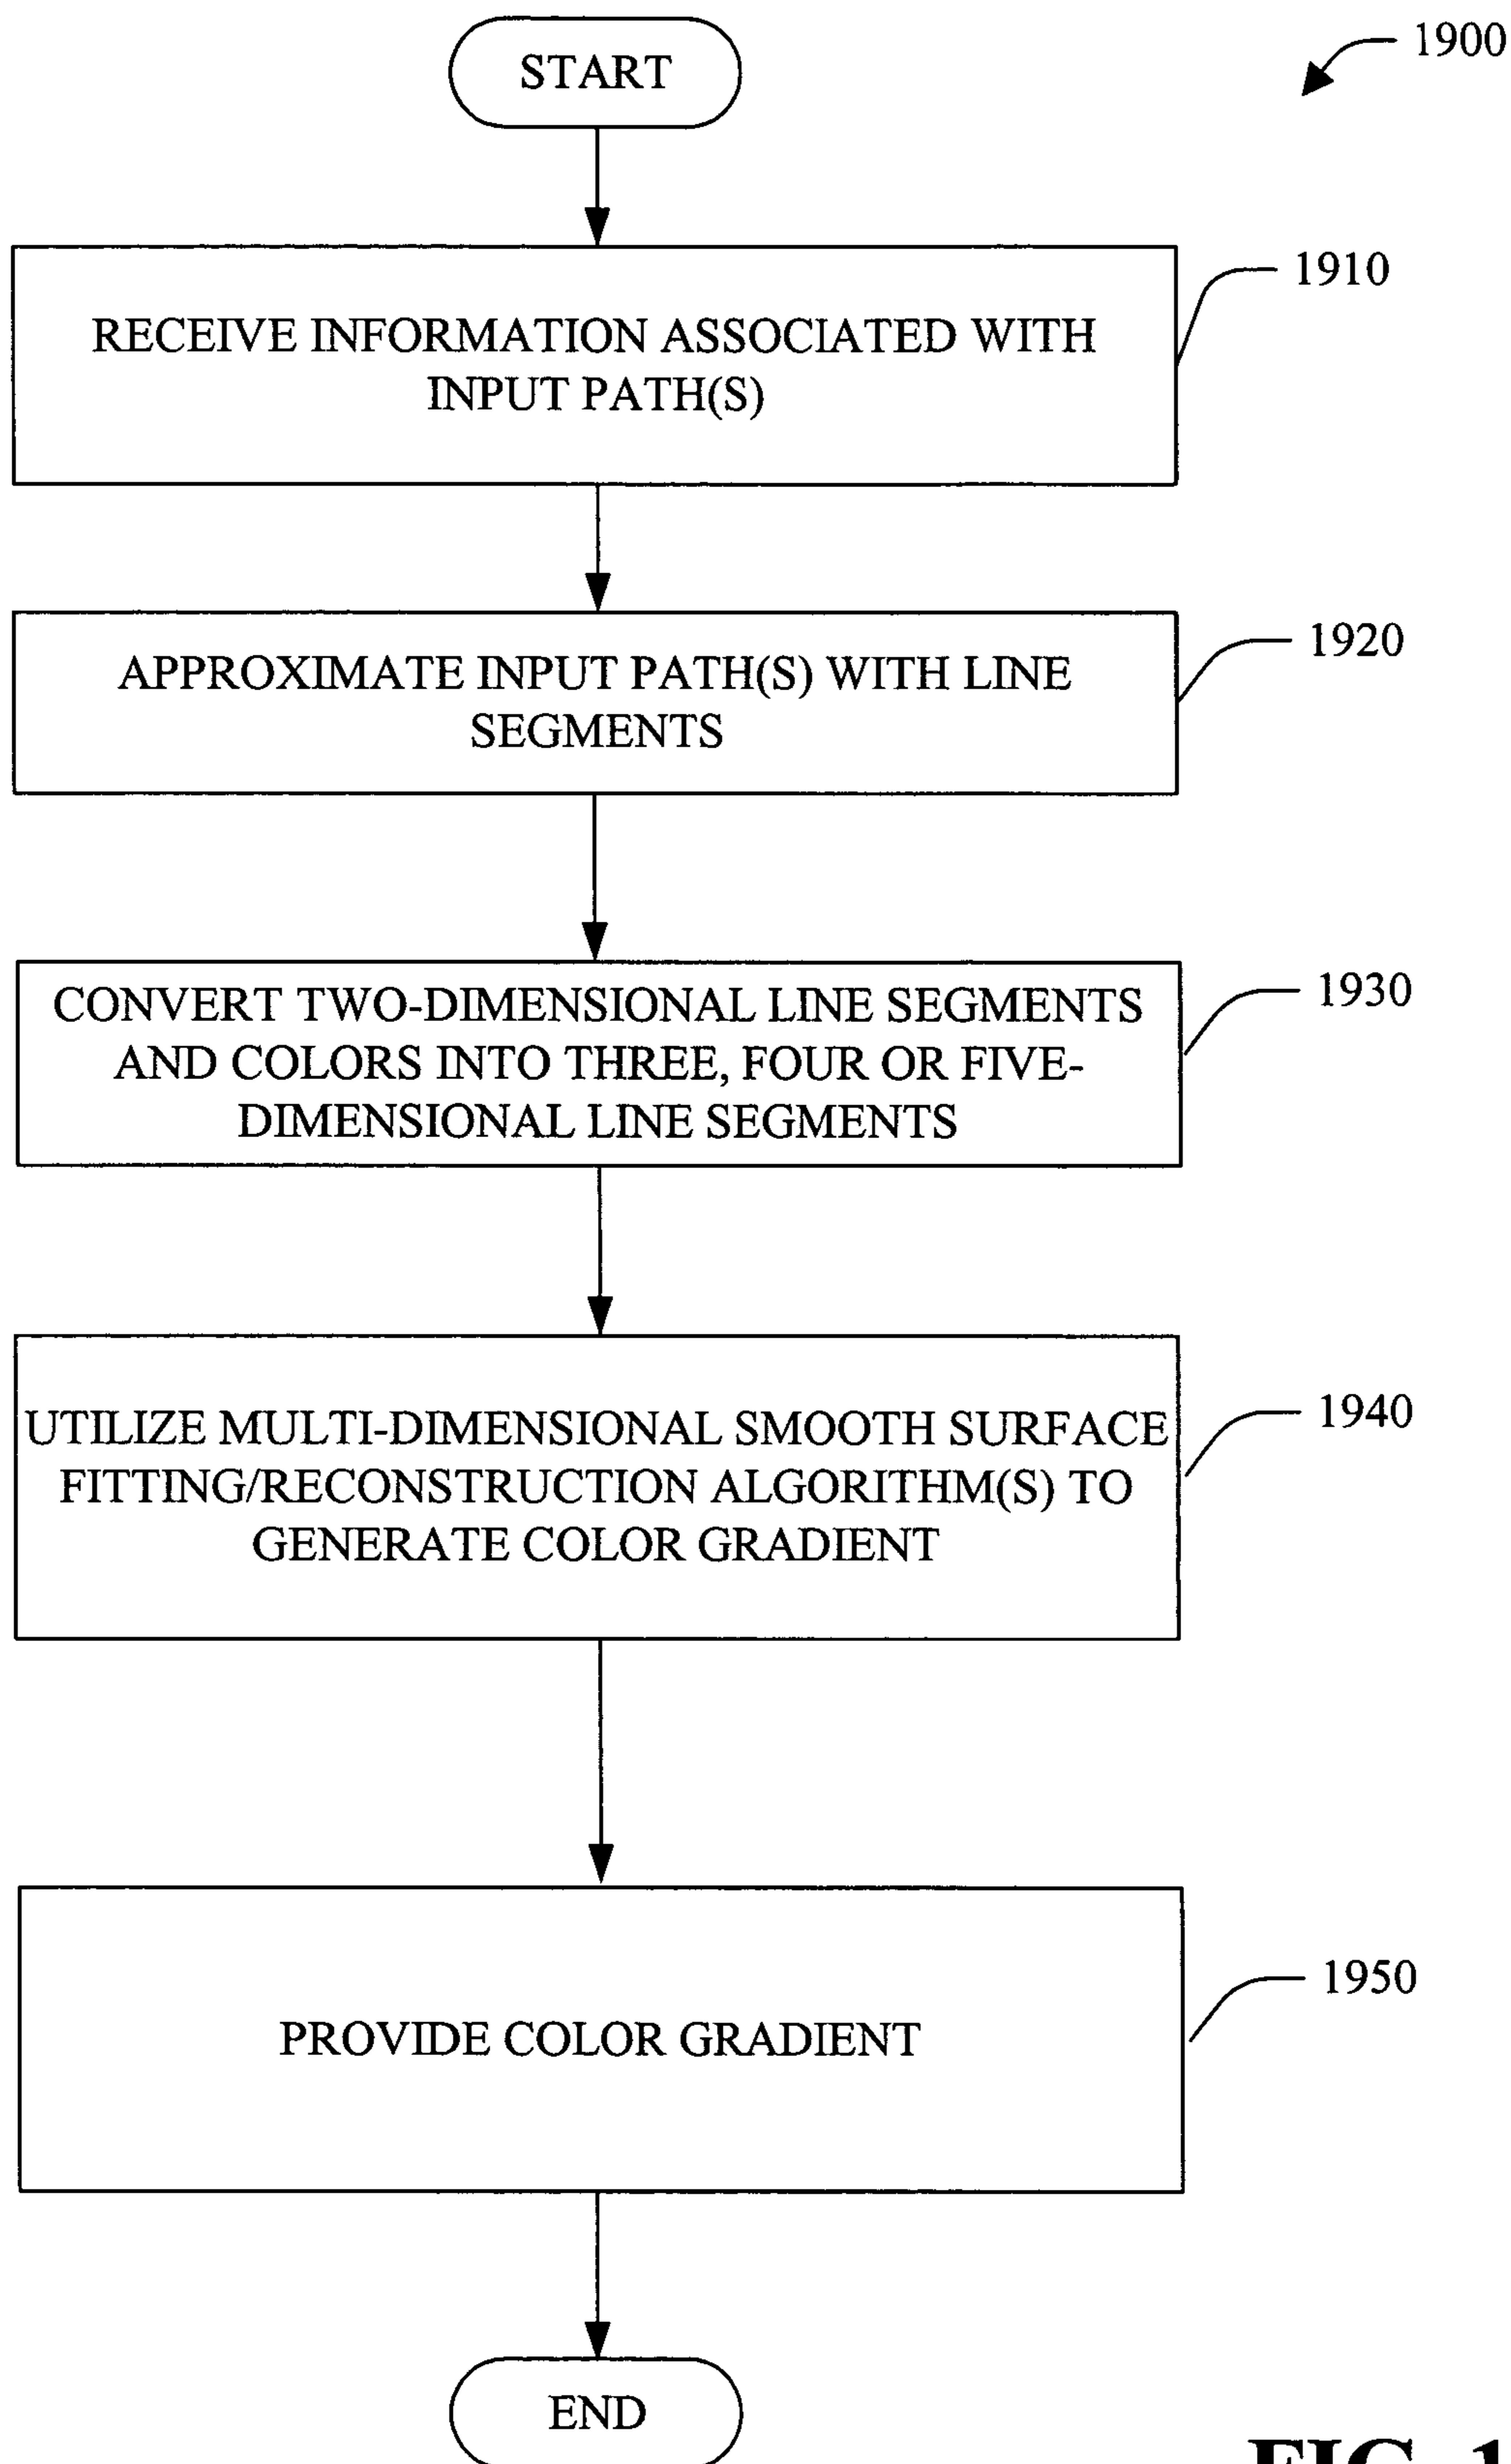 START
1900
1910
RECEIVE INFORMATION ASSOCIATED WITH
INPUT PATH(S)
1920
APPROXIMATE INPUT PATH(S) WITH LINE
SEGMENTS
1930
CONVERT TWO-DIMENSIONAL LINE SEGMENTS
AND COLORS INTO THREE, FOUR OR FIVE-
DIMENSIONAL LINE SEGMENTS
1940
UTILIZE MULTI-DIMENSIONAL SMOOTH SURFACE
FITTING/RECONSTRUCTION ALGORITHM(S) TO
GENERATE COLOR GRADIENT
1950
PROVIDE COLOR GRADIENT
END
FIG. 1